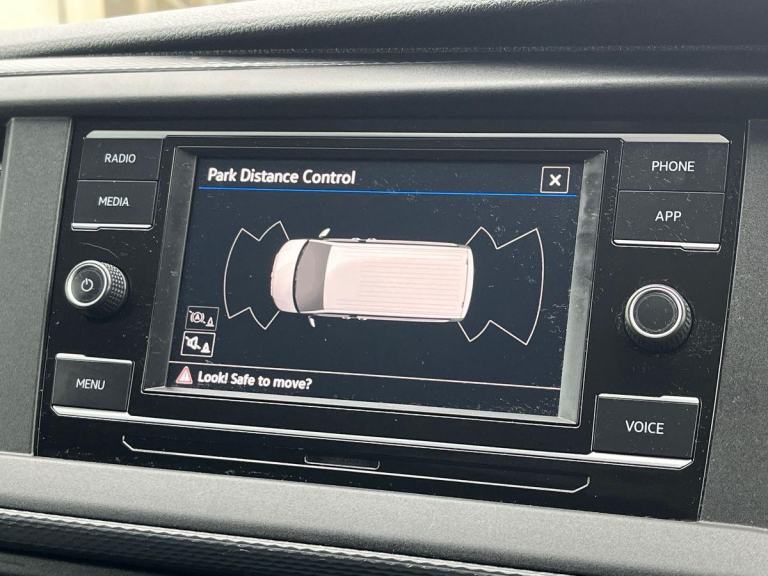 RADIO
MEDIA
MENU
Park Distance Control
Look! Safe to move?
PHONE
APP
VOICE